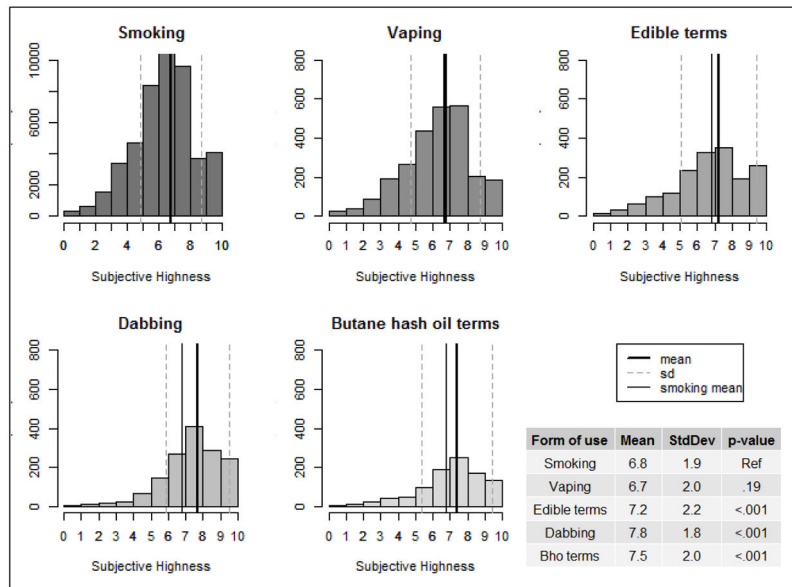 Smoking
Vaping
Edible terms
0 2000 4000 6000 8000 10000
0 200 400 600 800
0 200 400 600 800
0 2 4 6 8 10
0 1 2 3 4 5 6 7 8 9 10
0 1 2 3 4 5 6 7 8 9 10
Subjective Highness
Subjective Highness
Subjective Highness
Dabbing
Butane hash oil terms
0 200 400 600 800
0 200 400 600 800
0 1 2 3 4 5 6 7 8 9 10
0 1 2 3 4 5 6 7 8 9 10
Subjective Highness
Subjective Highness
mean
sd
smoking mean
Form of use Mean StdDev p-value
Smoking 6.8 1.9 Ref
Vaping 6.7 2.0 .19
Edible terms 7.2 2.2 <.001
Dabbing 7.8 1.8 <.001
Bho terms 7.5 2.0 <.001